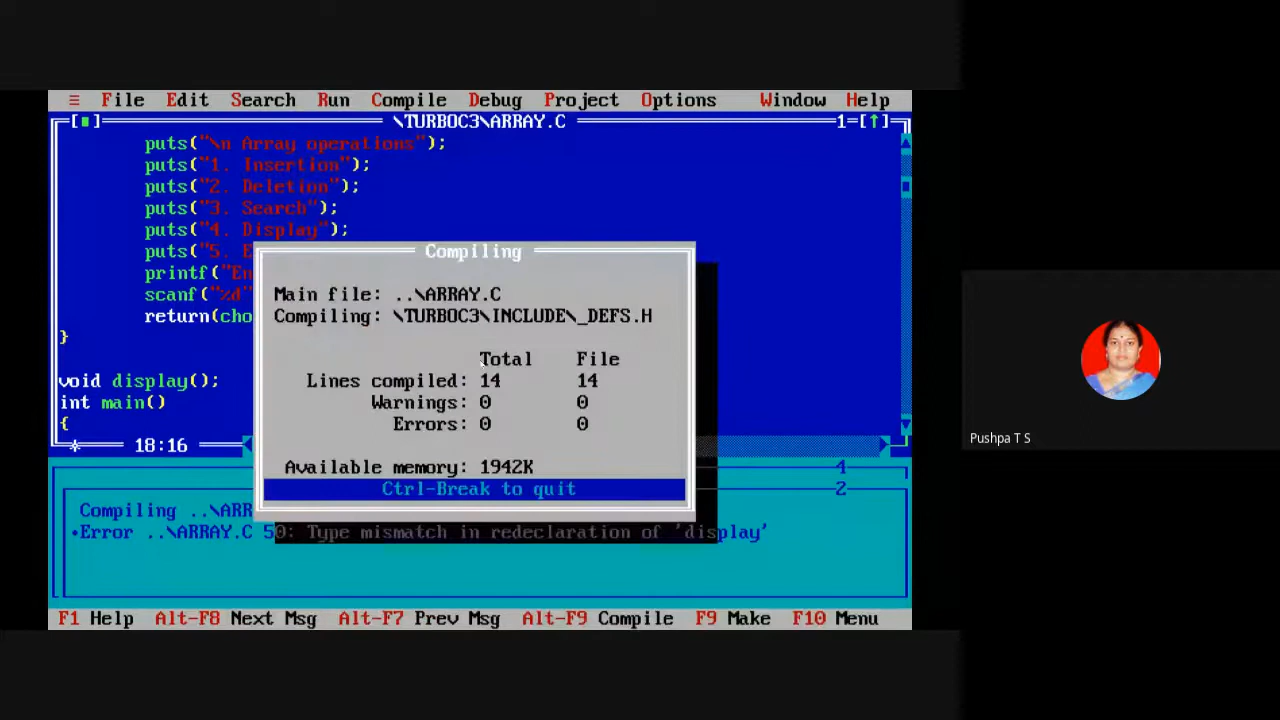 ≡ File Edit Search Run Compile Debug Project Options Window Help
[■] \TURBOC3\ARRAY.C 1=[↑]
puts("\n Array operations");
puts("1. Insertion");
puts("2. Deletion");
puts("3. Search");
puts("4. Display");
puts("5. E
printf("En
scanf("%d"
return(cho
}
void display();
int main()
{
18:16
Compiling
Main file: ..\ARRAY.C
Compiling: \TURBOC3\INCLUDE\_DEFS.H
Total File
Lines compiled: 14 14
Warnings: 0 0
Errors: 0 0
Available memory: 1942K
Ctrl-Break to quit
4
2
Compiling ..\ARR
•Error ..\ARRAY.C 50: Type mismatch in redeclaration of 'display'
F1 Help Alt-F8 Next Msg Alt-F7 Prev Msg Alt-F9 Compile F9 Make F10 Menu
Pushpa T S